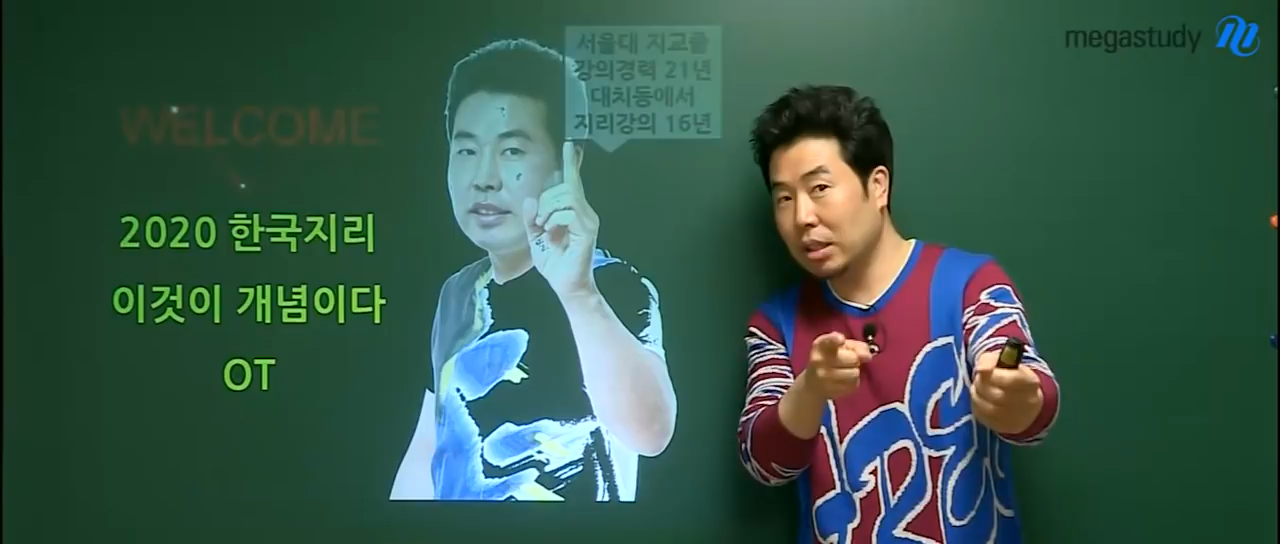 megastudy
서울대 지교졸
강의경력 21년
대치동에서
지리강의 16년
WELCOME
2020 한국지리
이것이 개념이다
OT